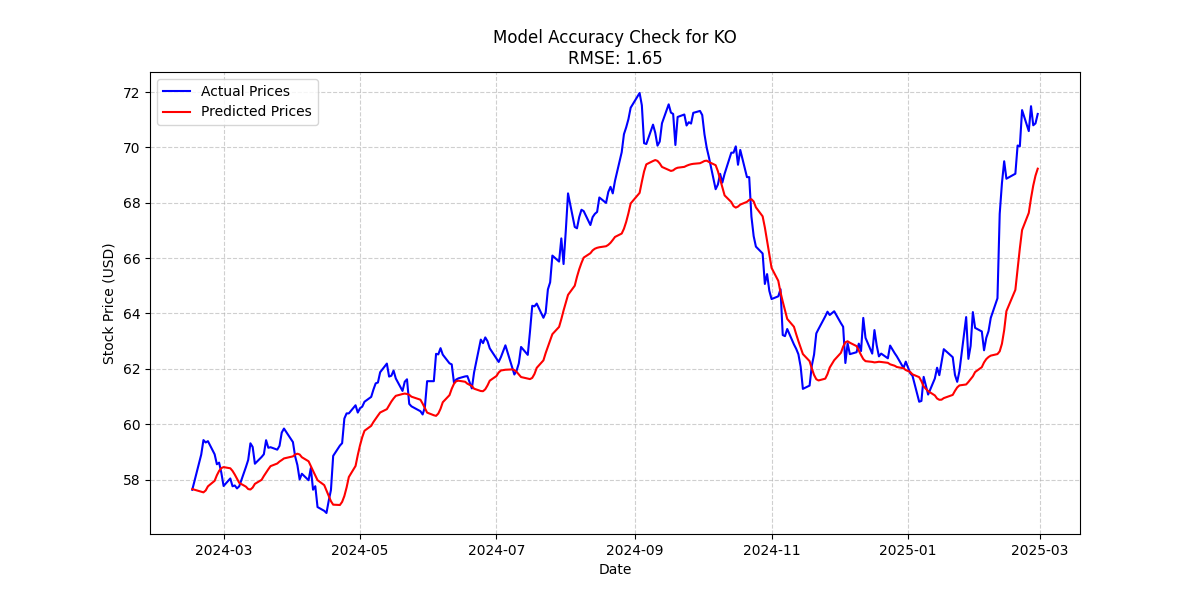 Model Accuracy Check for KO
RMSE: 1.65
Actual Prices
Predicted Prices
72
70
68
66
64
62
60
58
Stock Price (USD)
2024-03
2024-05
2024-07
2024-09
2024-11
2025-01
2025-03
Date